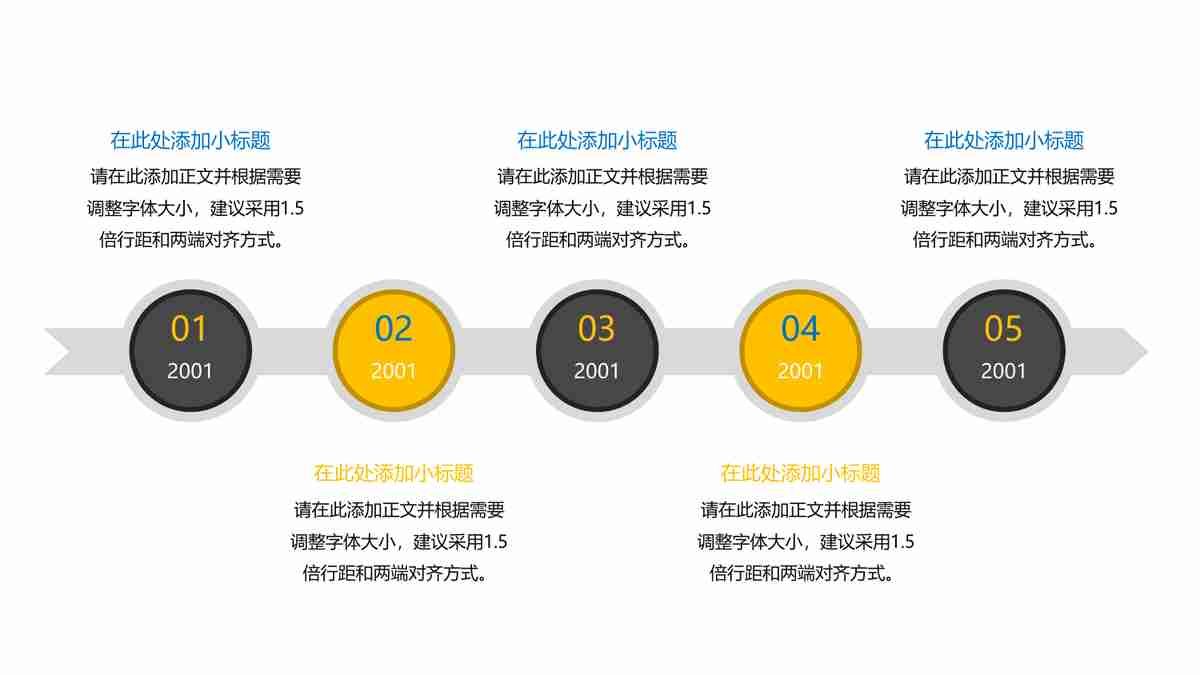 在此处添加小标题
请在此添加正文并根据需要
调整字体大小，建议采用1.5
倍行距和两端对齐方式。
在此处添加小标题
请在此添加正文并根据需要
调整字体大小，建议采用1.5
倍行距和两端对齐方式。
在此处添加小标题
请在此添加正文并根据需要
调整字体大小，建议采用1.5
倍行距和两端对齐方式。
01
2001
02
2001
03
2001
04
2001
05
2001
在此处添加小标题
请在此添加正文并根据需要
调整字体大小，建议采用1.5
倍行距和两端对齐方式。
在此处添加小标题
请在此添加正文并根据需要
调整字体大小，建议采用1.5
倍行距和两端对齐方式。